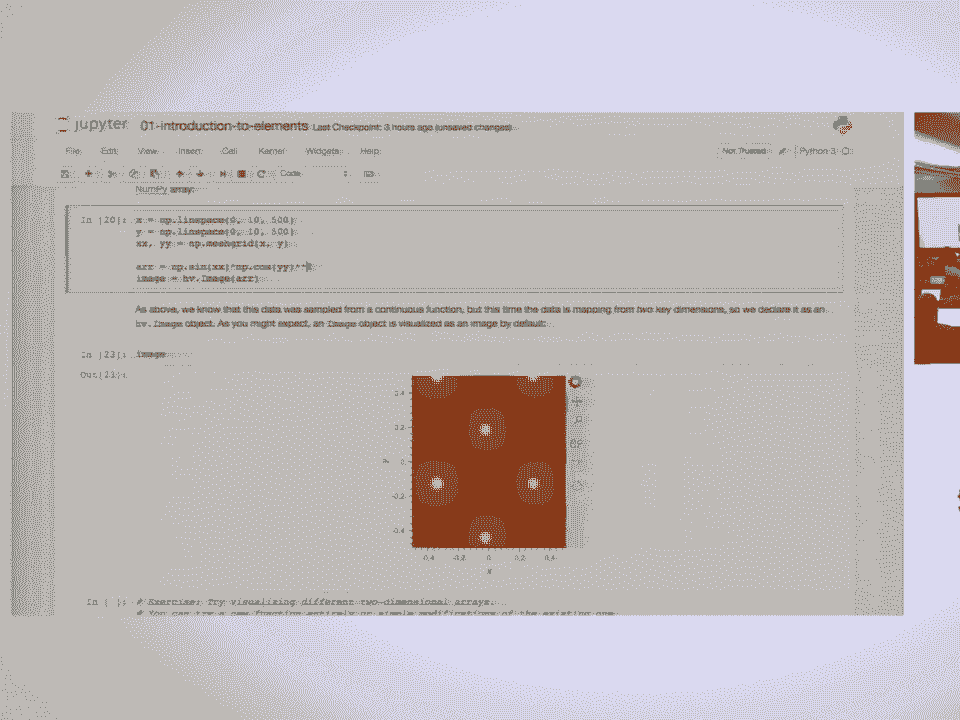 jupyter 01-introduction-to-elements Last Checkpoint: 3 hours ago (unsaved changes)
File Edit View Insert Cell Kernel Widgets Help Not Trusted Python 3
Code
NumPy array:
In [20]: x = np.linspace(0, 10, 500)
y = np.linspace(0, 10, 500)
xx, yy = np.meshgrid(x, y)
arr = np.sin(xx)*np.cos(yy)**
image = hv.Image(arr)
As above, we know that this data was sampled from a continuous function, but this time the data is mapping from two key dimensions, so we declare it as an
hv.Image object. As you might expect, an Image object is visualized as an image by default:
image
0.4
0.2
y
0
-0.2
-0.4
-0.4 -0.2 0 0.2 0.4
x
In [ ]: # Exercise: Try visualizing different two-dimensional arrays.
# You can try a new function entirely or simple modifications of the existing one